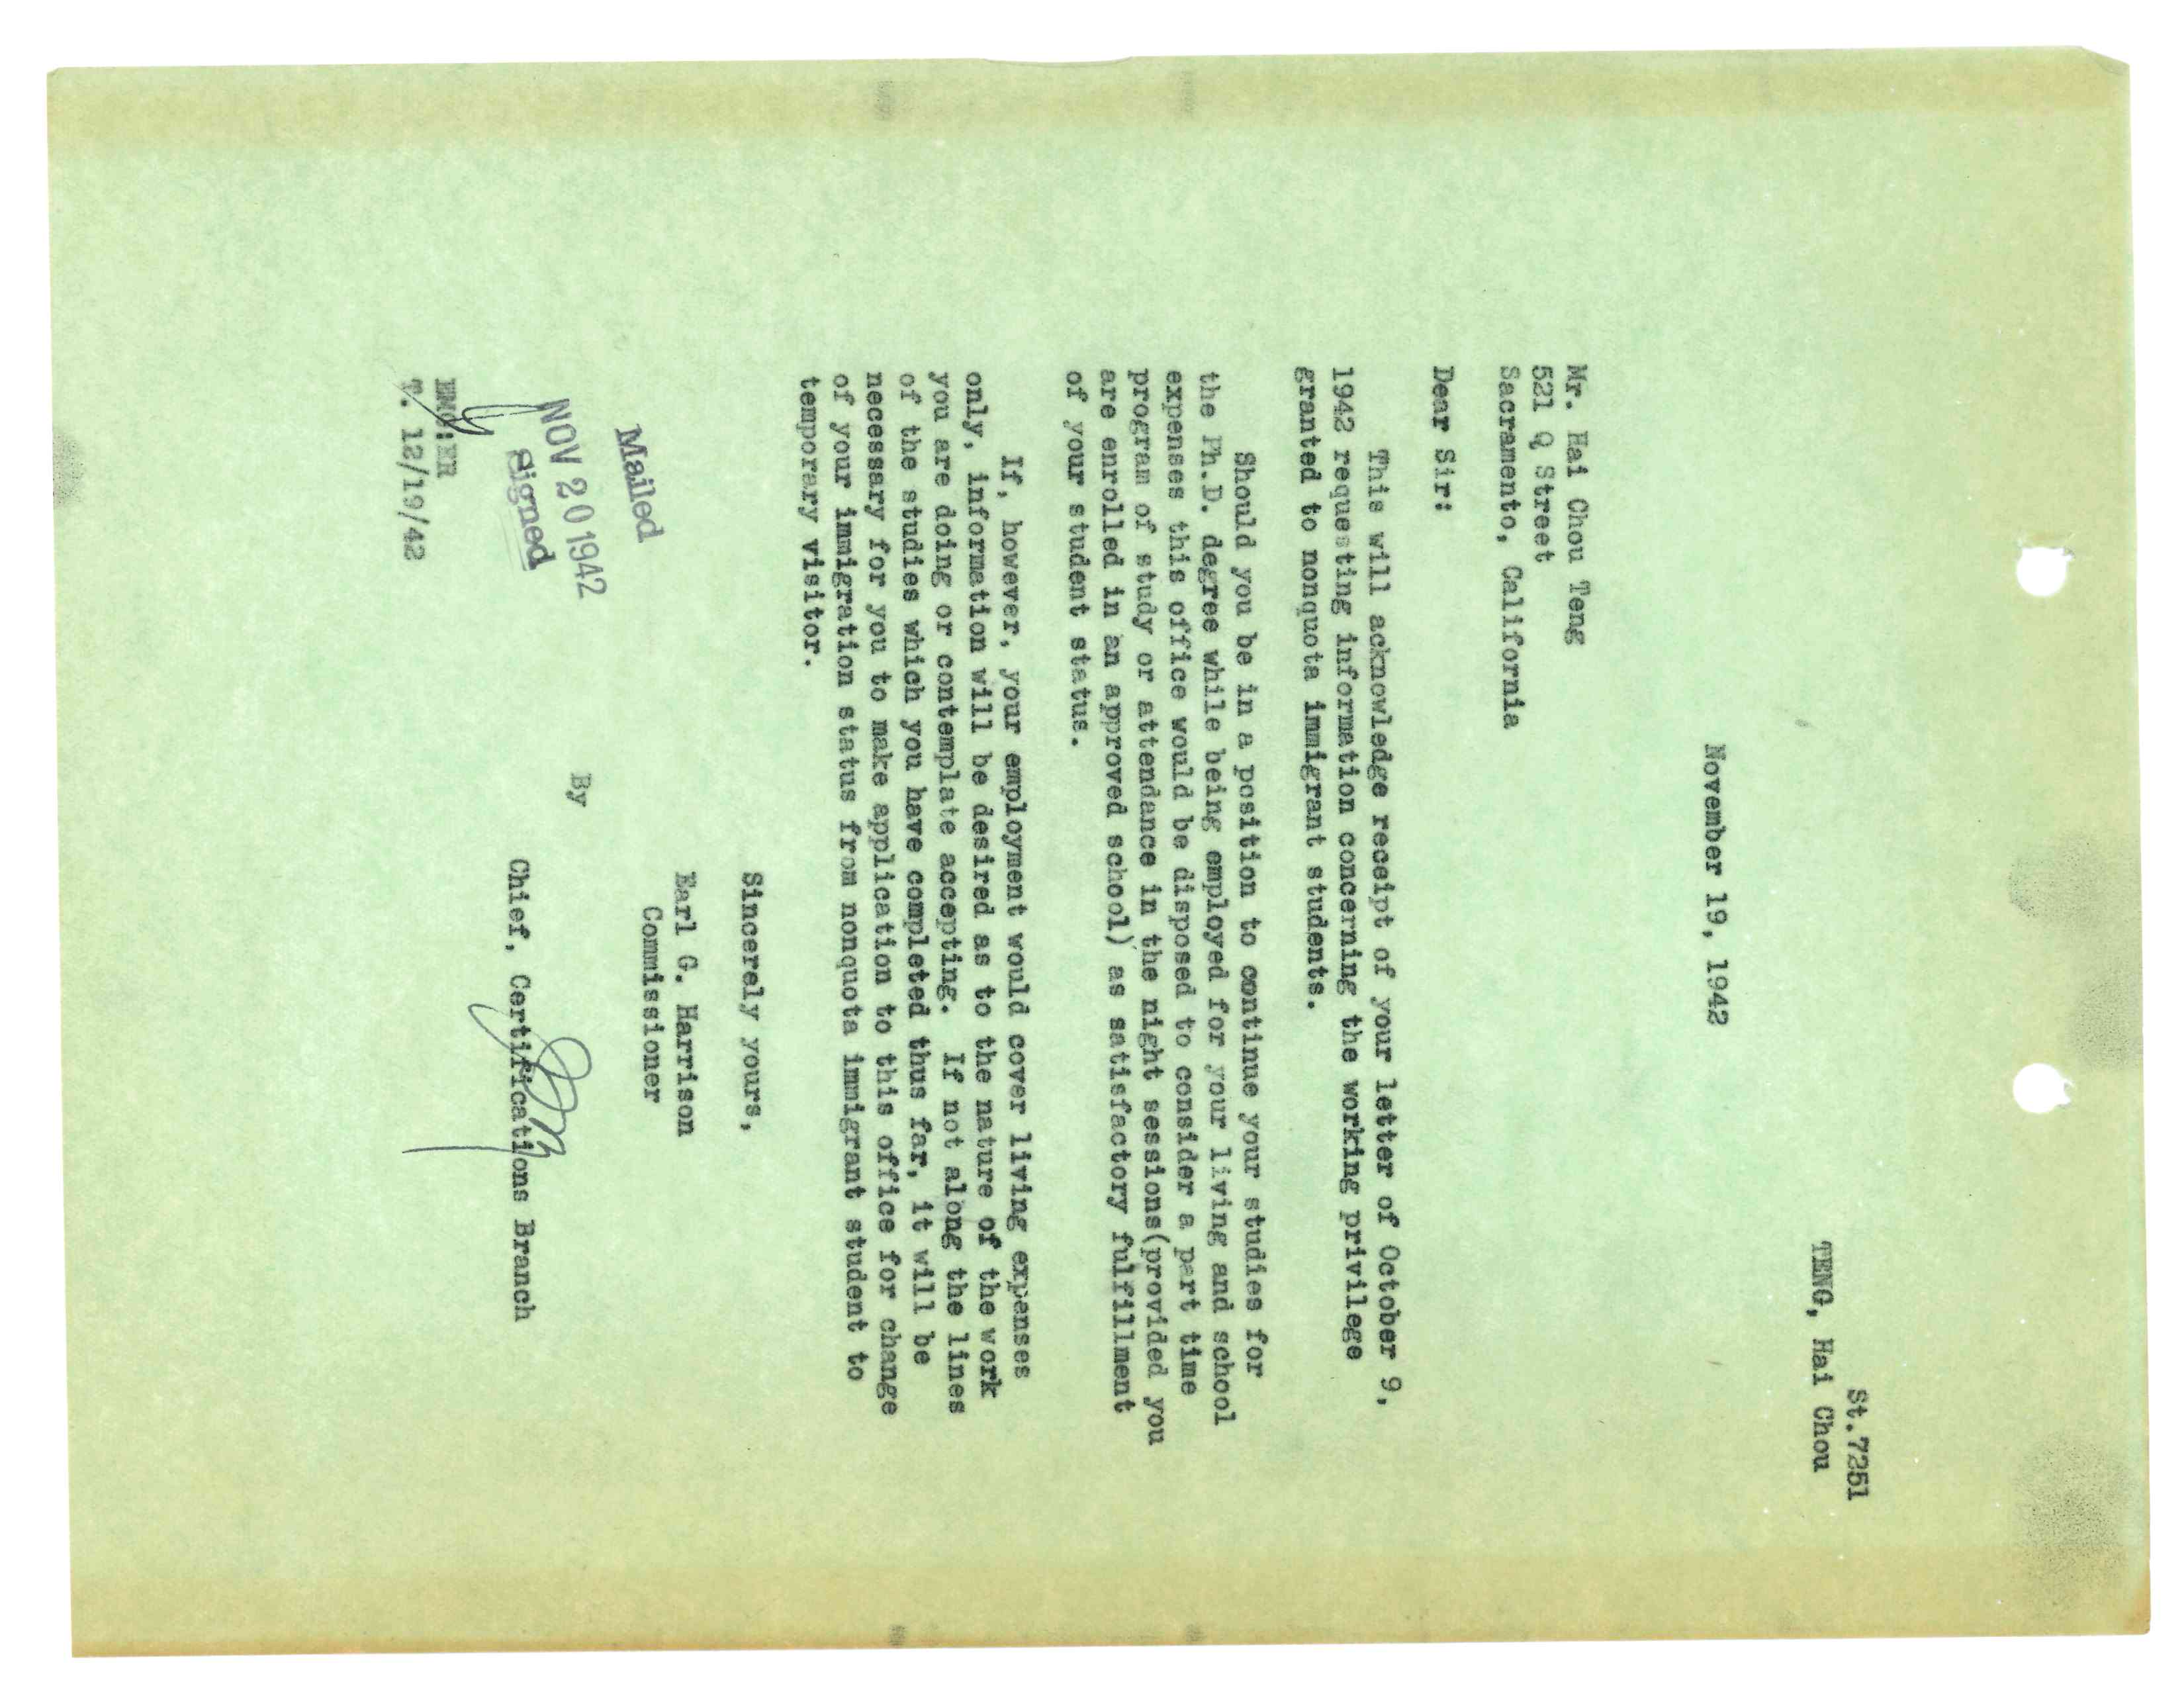 St.7251
TENG, Hai Chou
November 19, 1942
Mr. Hai Chou Teng
521 Q Street
Sacramento, California
Dear Sir:
This will acknowledge receipt of your letter of October 9,
1942 requesting information concerning the working privilege
granted to nonquota immigrant students.
Should you be in a position to continue your studies for
the Ph.D. degree while being employed for your living and school
expenses this office would be disposed to consider a part time
program of study or attendance in the night sessions(provided you
are enrolled in an approved school) as satisfactory fulfillment
of your student status.
If, however, your employment would cover living expenses
only, information will be desired as to the nature of the work
you are doing or contemplate accepting. If not along the lines
of the studies which you have completed thus far, it will be
necessary for you to make application to this office for change
of your immigration status from nonquota immigrant student to
temporary visitor.
Sincerely yours,
Earl G. Harrison
Commissioner
Mailed
NOV 20 1942
Signed
By
Chief, Certifications Branch
EMG:ER
T. 12/19/42